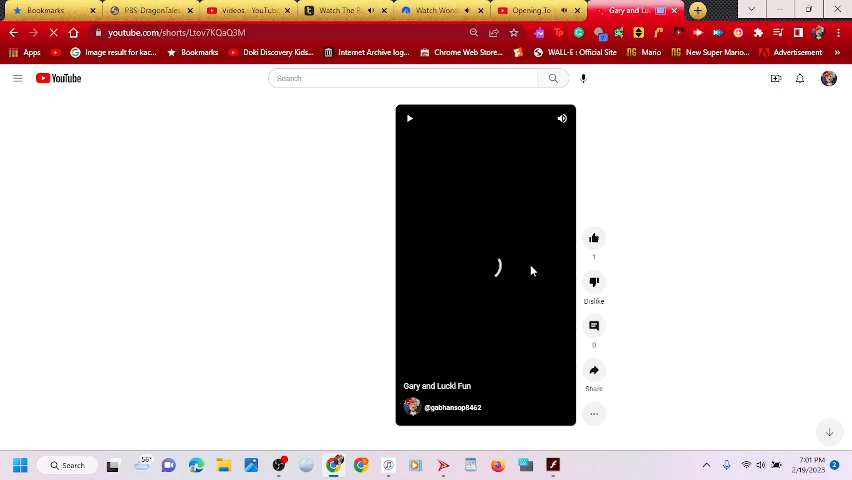 Bookmarks PBS-DragonTales Videos - YouTube Watch The R Watch Wond Opening To Gary and Luc
youtube.com/shorts/Ltov7KQaQ3M
Apps Image result for kac... Bookmarks Doki Discovery Kids... Internet Archive log... Chrome Web Store... WALL-E : Official Site Mario New Super Mario... Advertisement »
YouTube Search
1
Dislike
0
Share
Gary and Lucki Fun
@gabhansop8462
56°
Search
7:01 PM
2/19/2023
2